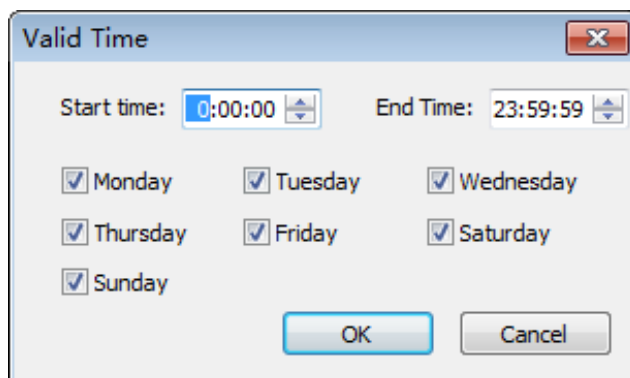 Valid Time
Start time: 0:00:00 End Time: 23:59:59
Monday Tuesday Wednesday
Thursday Friday Saturday
Sunday
OK Cancel